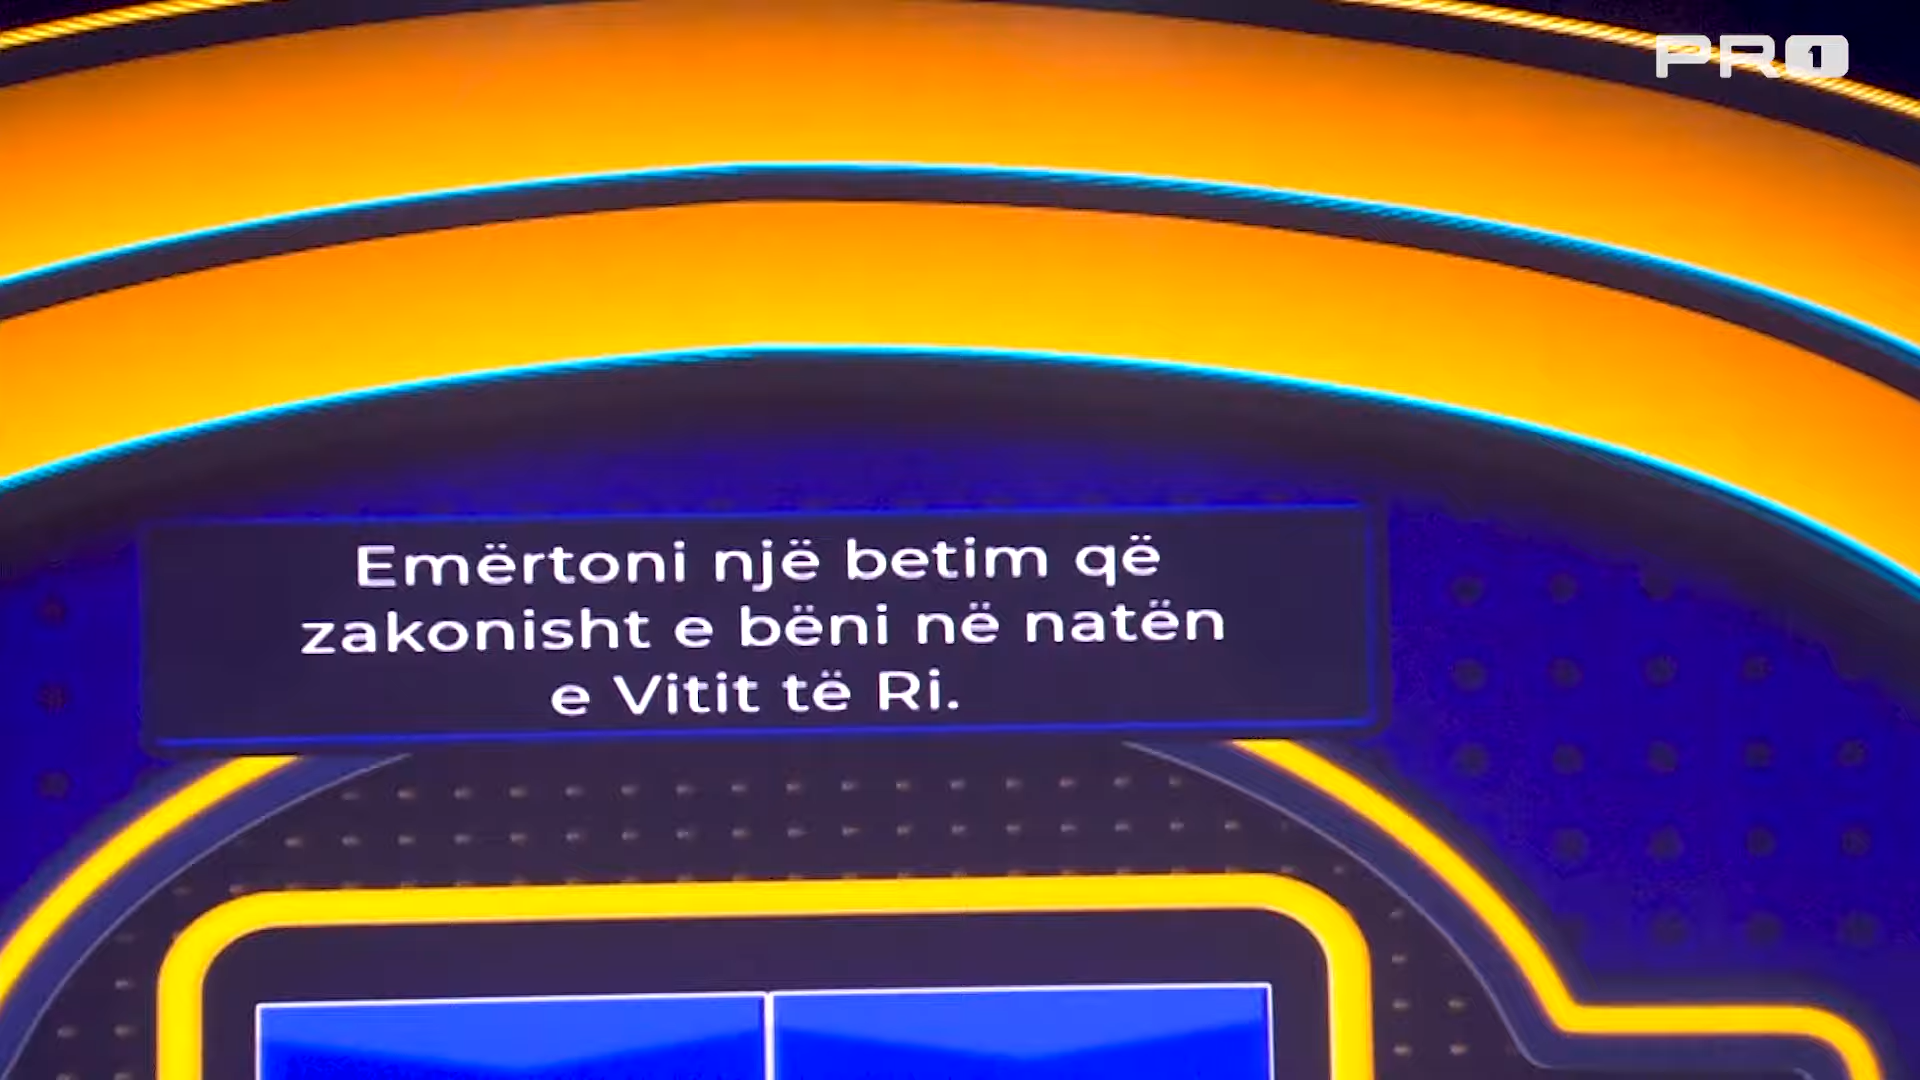 PRO1
Emërtoni një betim që
zakonisht e bëni në natën
e Vitit të Ri.